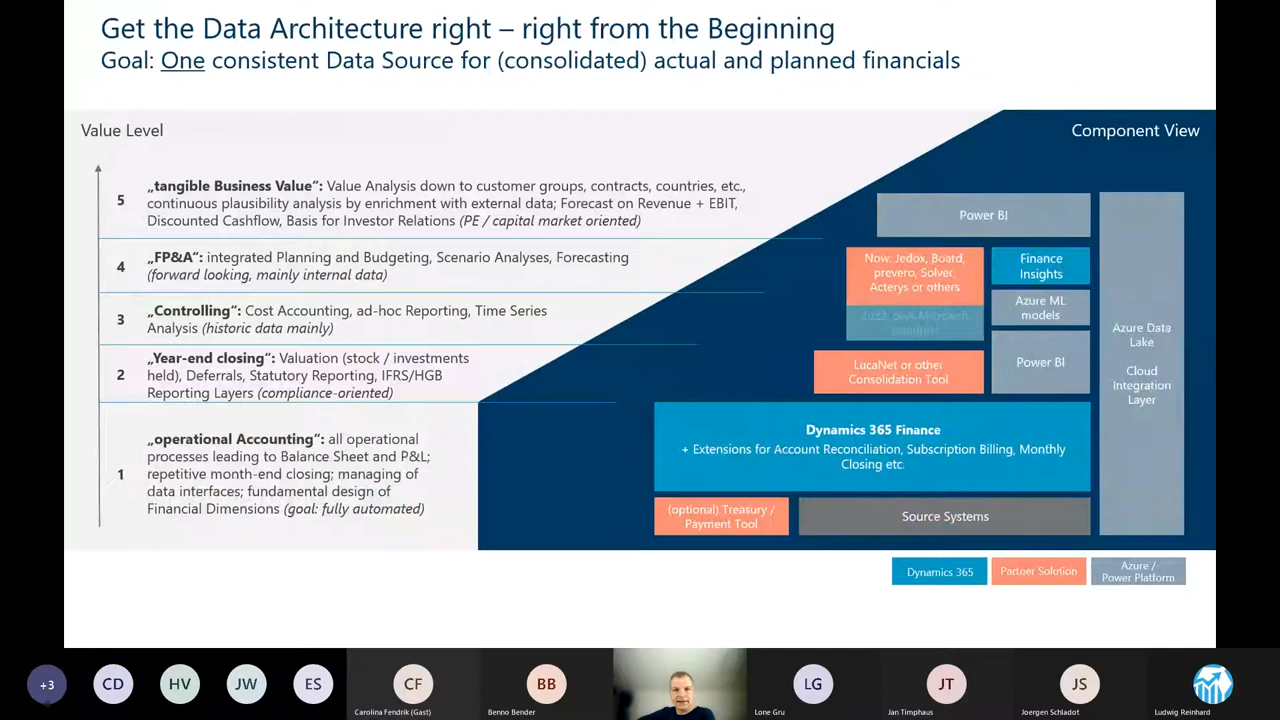 Get the Data Architecture right – right from the Beginning
Goal: One consistent Data Source for (consolidated) actual and planned financials
Value Level
Component View
5
„tangible Business Value“: Value Analysis down to customer groups, contracts, countries, etc.,
continuous plausibility analysis by enrichment with external data; Forecast on Revenue + EBIT,
Discounted Cashflow, Basis for Investor Relations (PE / capital market oriented)
4
„FP&A“: integrated Planning and Budgeting, Scenario Analyses, Forecasting
(forward looking, mainly internal data)
3
„Controlling“: Cost Accounting, ad-hoc Reporting, Time Series
Analysis (historic data mainly)
2
„Year-end closing“: Valuation (stock / investments
held), Deferrals, Statutory Reporting, IFRS/HGB
Reporting Layers (compliance-oriented)
1
„operational Accounting“: all operational
processes leading to Balance Sheet and P&L;
repetitive month-end closing; managing of
data interfaces; fundamental design of
Financial Dimensions (goal: fully automated)
Power BI
Now: Jedox, Board,
prevero, Solver,
Acterys or others
Finance
Insights
Azure ML
models
LucaNet or other
Consolidation Tool
Power BI
Azure Data
Lake
Cloud
Integration
Layer
Dynamics 365 Finance
+ Extensions for Account Reconciliation, Subscription Billing, Monthly
Closing etc.
(optional) Treasury /
Payment Tool
Source Systems
Dynamics 365
Partner Solution
Azure /
Power Platform
+3
CD
HV
JW
ES
CF
BB
LG
JT
JS
Carolina Fendrik (Gast)
Benno Bender
Lone Gru
Jan Timphaus
Joergen Schladot
Ludwig Reinhard